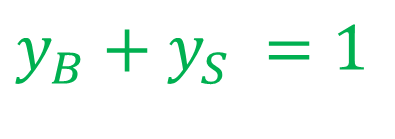 y_B + y_S = 1